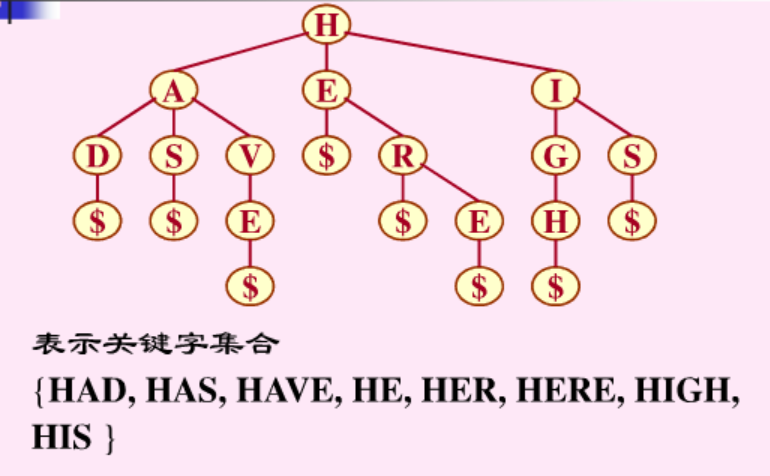 H
A E I
D S V $ R G S
$ $ E $ E H $
$ $ $
表示关键字集合
{HAD, HAS, HAVE, HE, HER, HERE, HIGH,
HIS }